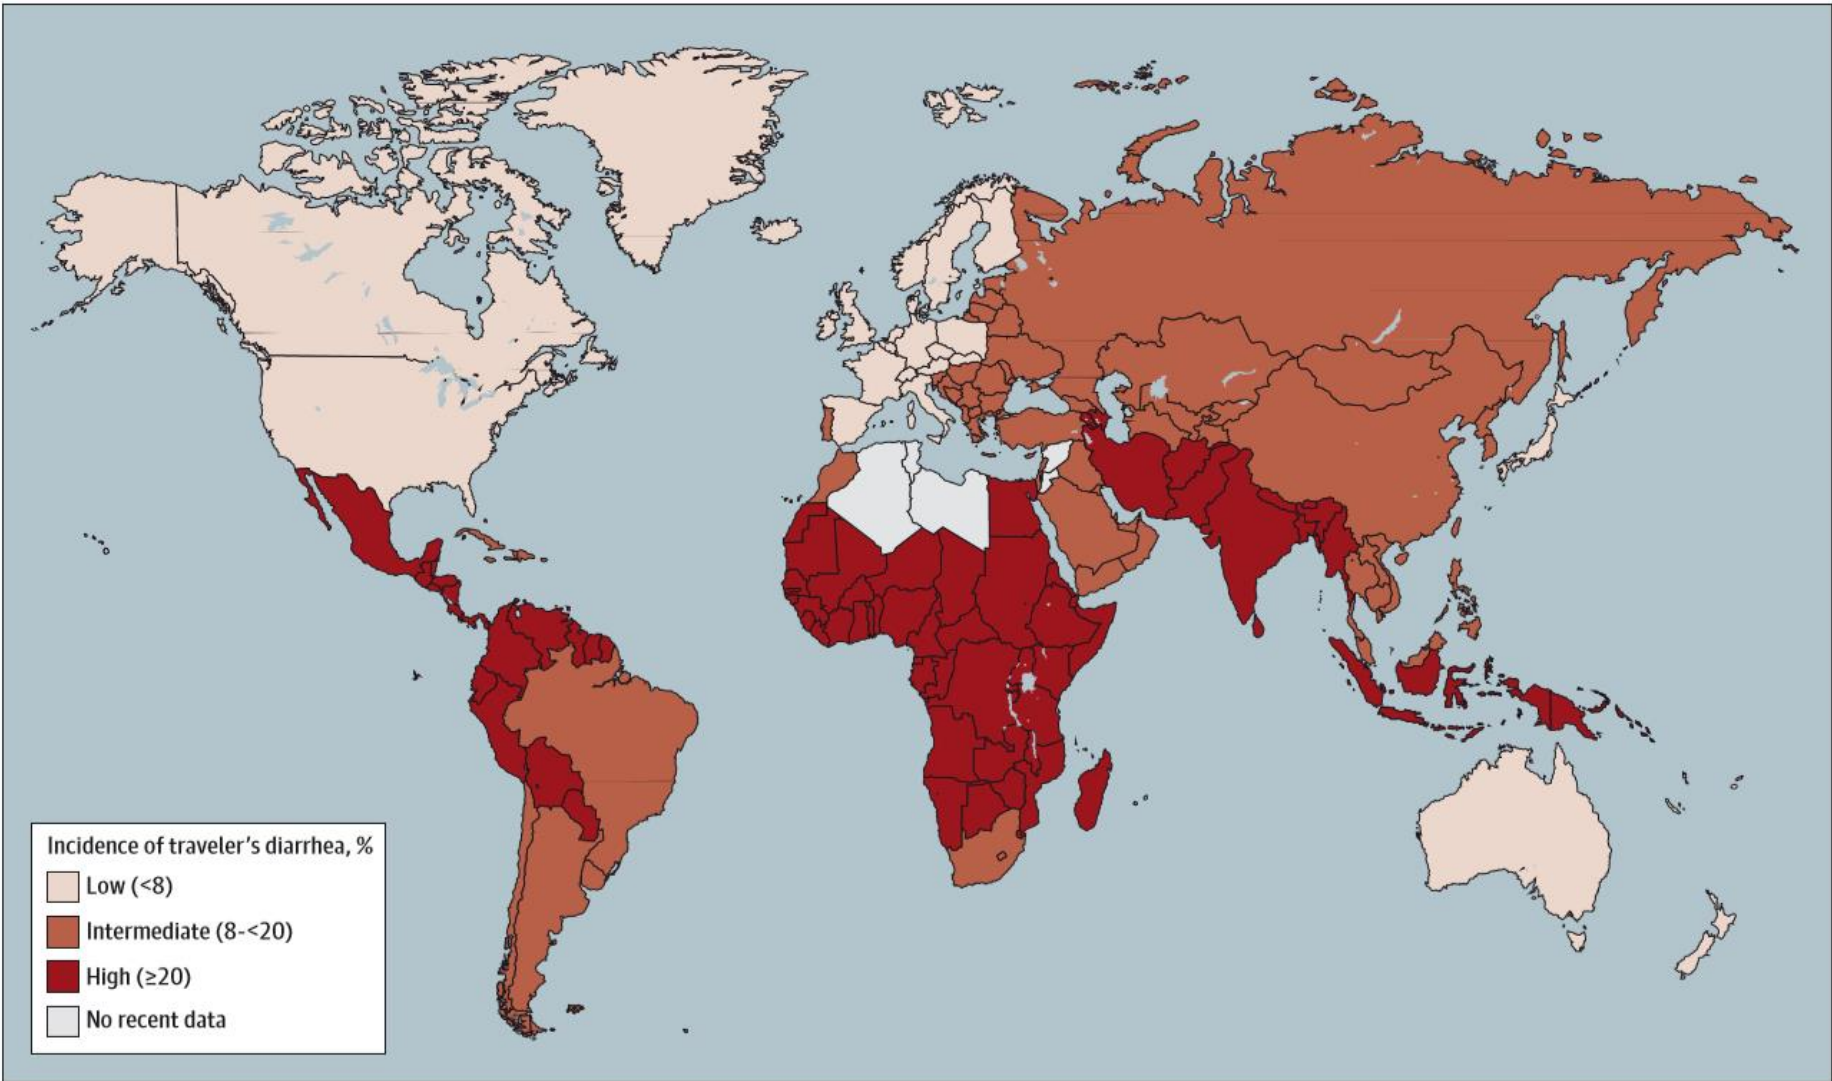 Incidence of traveler’s diarrhea, %
Low (<8)
Intermediate (8-<20)
High (≥20)
No recent data